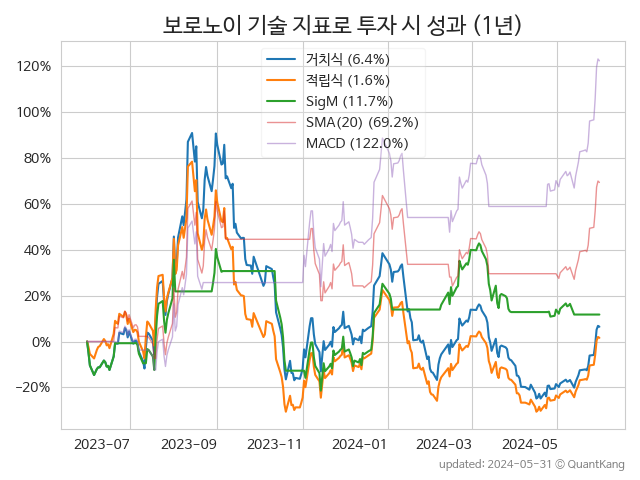 보로노이 기술 지표로 투자 시 성과 (1년)
거치식 (6.4%)
적립식 (1.6%)
SigM (11.7%)
SMA(20) (69.2%)
MACD (122.0%)
120%
100%
80%
60%
40%
20%
0%
−20%
2023-07 2023-09 2023-11 2024-01 2024-03 2024-05
updated: 2024-05-31 © QuantKang